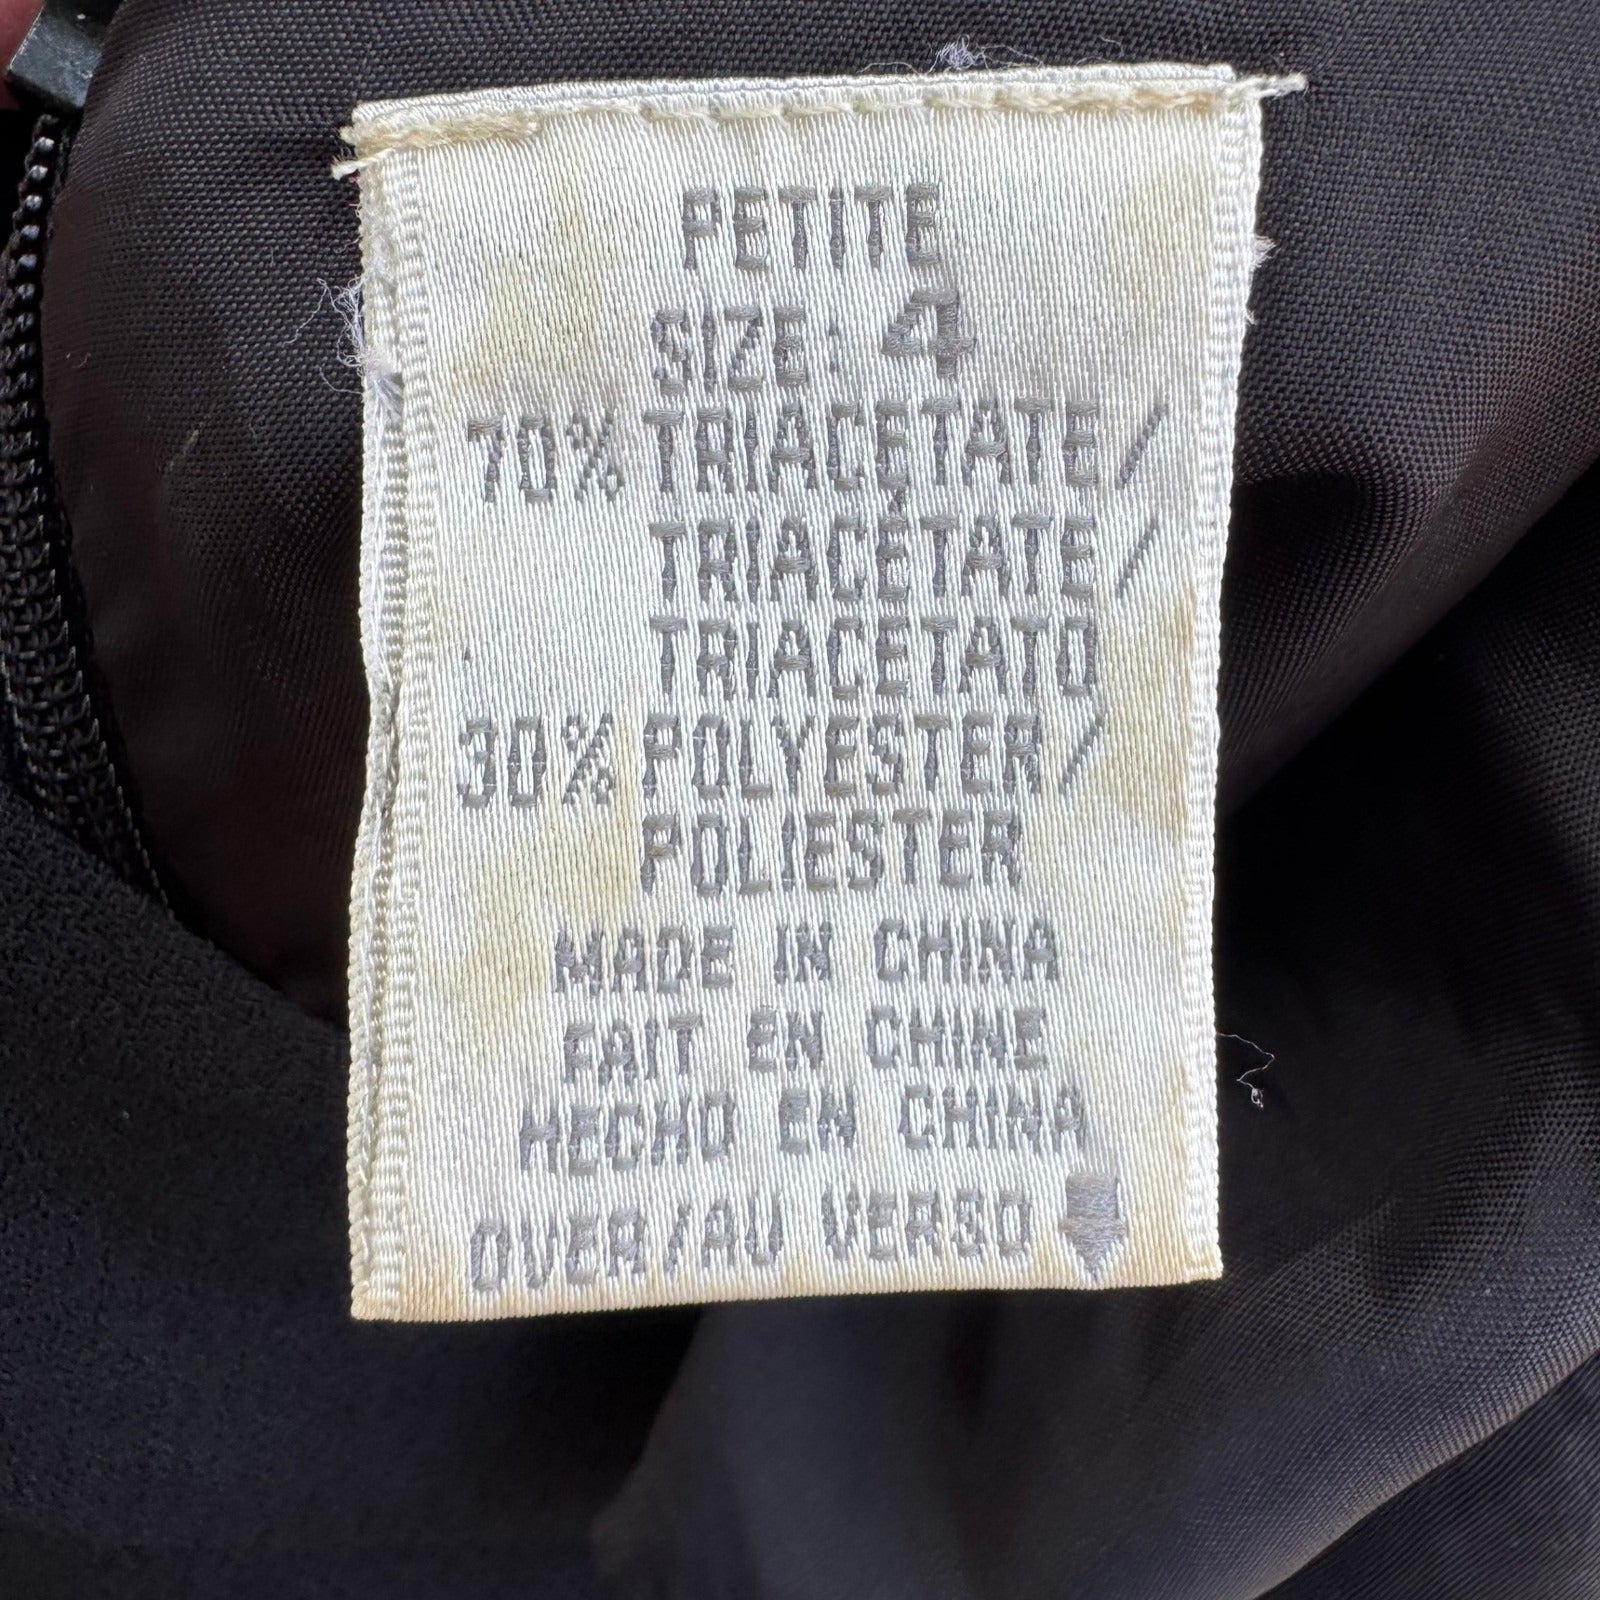 PETITE
SIZE: 4
70% TRIACETATE/
TRIACÉTATE/
TRIACETATO
30% POLYESTER/
POLIESTER
MADE IN CHINA
FAIT EN CHINE
HECHO EN CHINA
OVER/AU VERSO